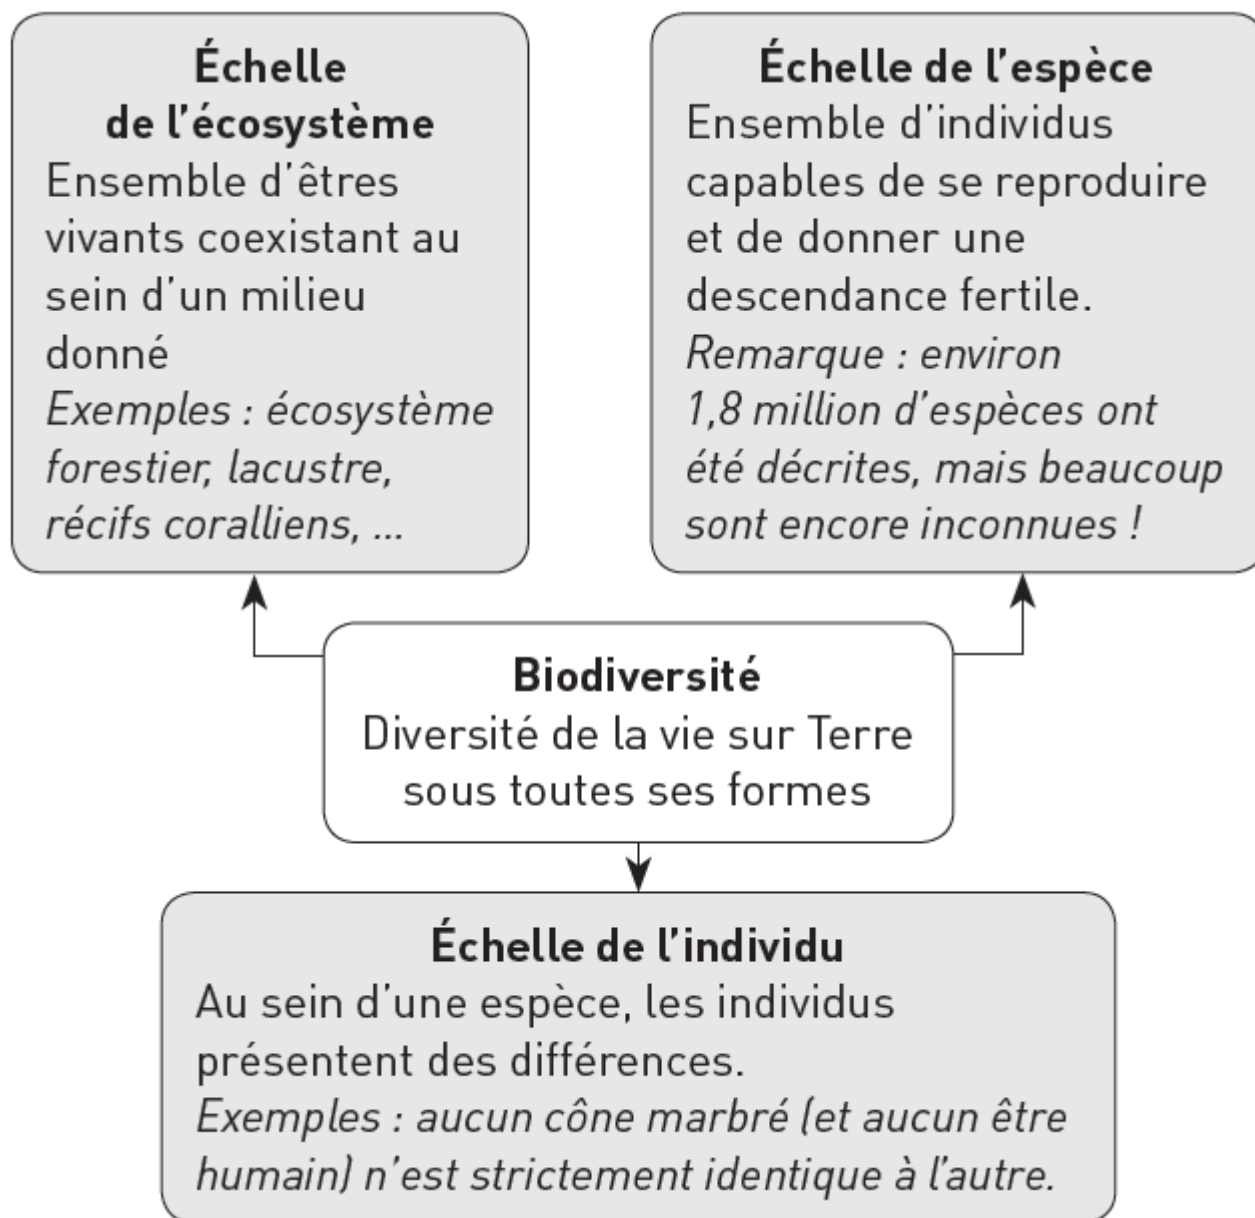 Échelle
de l’écosystème
Ensemble d’êtres
vivants coexistant au
sein d’un milieu
donné
Exemples : écosystème
forestier, lacustre,
récifs coralliens, ...
Échelle de l’espèce
Ensemble d’individus
capables de se reproduire
et de donner une
descendance fertile.
Remarque : environ
1,8 million d’espèces ont
été décrites, mais beaucoup
sont encore inconnues !
Biodiversité
Diversité de la vie sur Terre
sous toutes ses formes
Échelle de l’individu
Au sein d’une espèce, les individus
présentent des différences.
Exemples : aucun cône marbré (et aucun être
humain) n’est strictement identique à l’autre.